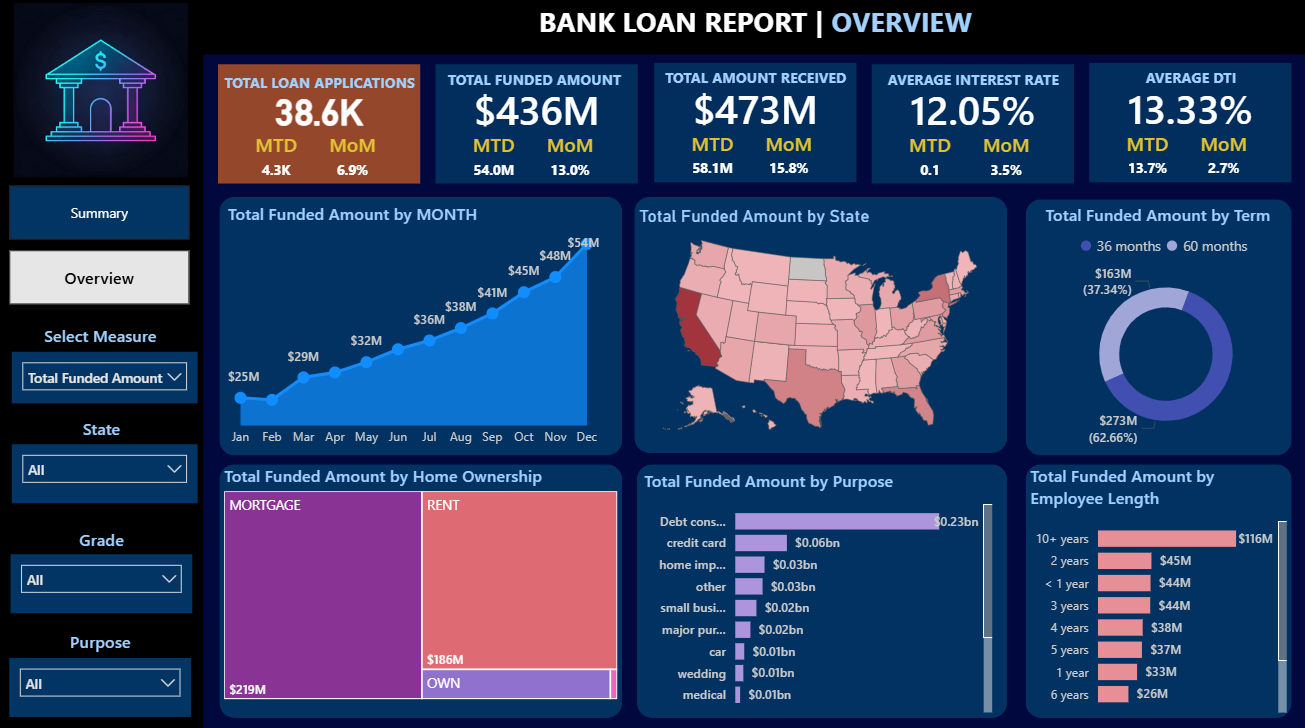 BANK LOAN REPORT | OVERVIEW
$
TOTAL LOAN APPLICATIONS
38.6K
MTD MoM
4.3K 6.9%
TOTAL FUNDED AMOUNT
$436M
MTD MoM
54.0M 13.0%
TOTAL AMOUNT RECEIVED
$473M
MTD MoM
58.1M 15.8%
AVERAGE INTEREST RATE
12.05%
MTD MoM
0.1 3.5%
AVERAGE DTI
13.33%
MTD MoM
13.7% 2.7%
Summary
Overview
Select Measure
Total Funded Amount
State
All
Grade
All
Purpose
All
Total Funded Amount by MONTH
$25M
$29M
$32M
$36M
$38M
$41M
$45M
$48M
$54M
Jan Feb Mar Apr May Jun Jul Aug Sep Oct Nov Dec
Total Funded Amount by State
Total Funded Amount by Term
36 months 60 months
$163M
(37.34%)
$273M
(62.66%)
Total Funded Amount by Home Ownership
MORTGAGE
$219M
RENT
$186M
OWN
Total Funded Amount by Purpose
Debt cons... $0.23bn
credit card $0.06bn
home imp... $0.03bn
other $0.03bn
small busi... $0.02bn
major pur... $0.02bn
car $0.01bn
wedding $0.01bn
medical $0.01bn
Total Funded Amount by
Employee Length
10+ years $116M
2 years $45M
< 1 year $44M
3 years $44M
4 years $38M
5 years $37M
1 year $33M
6 years $26M